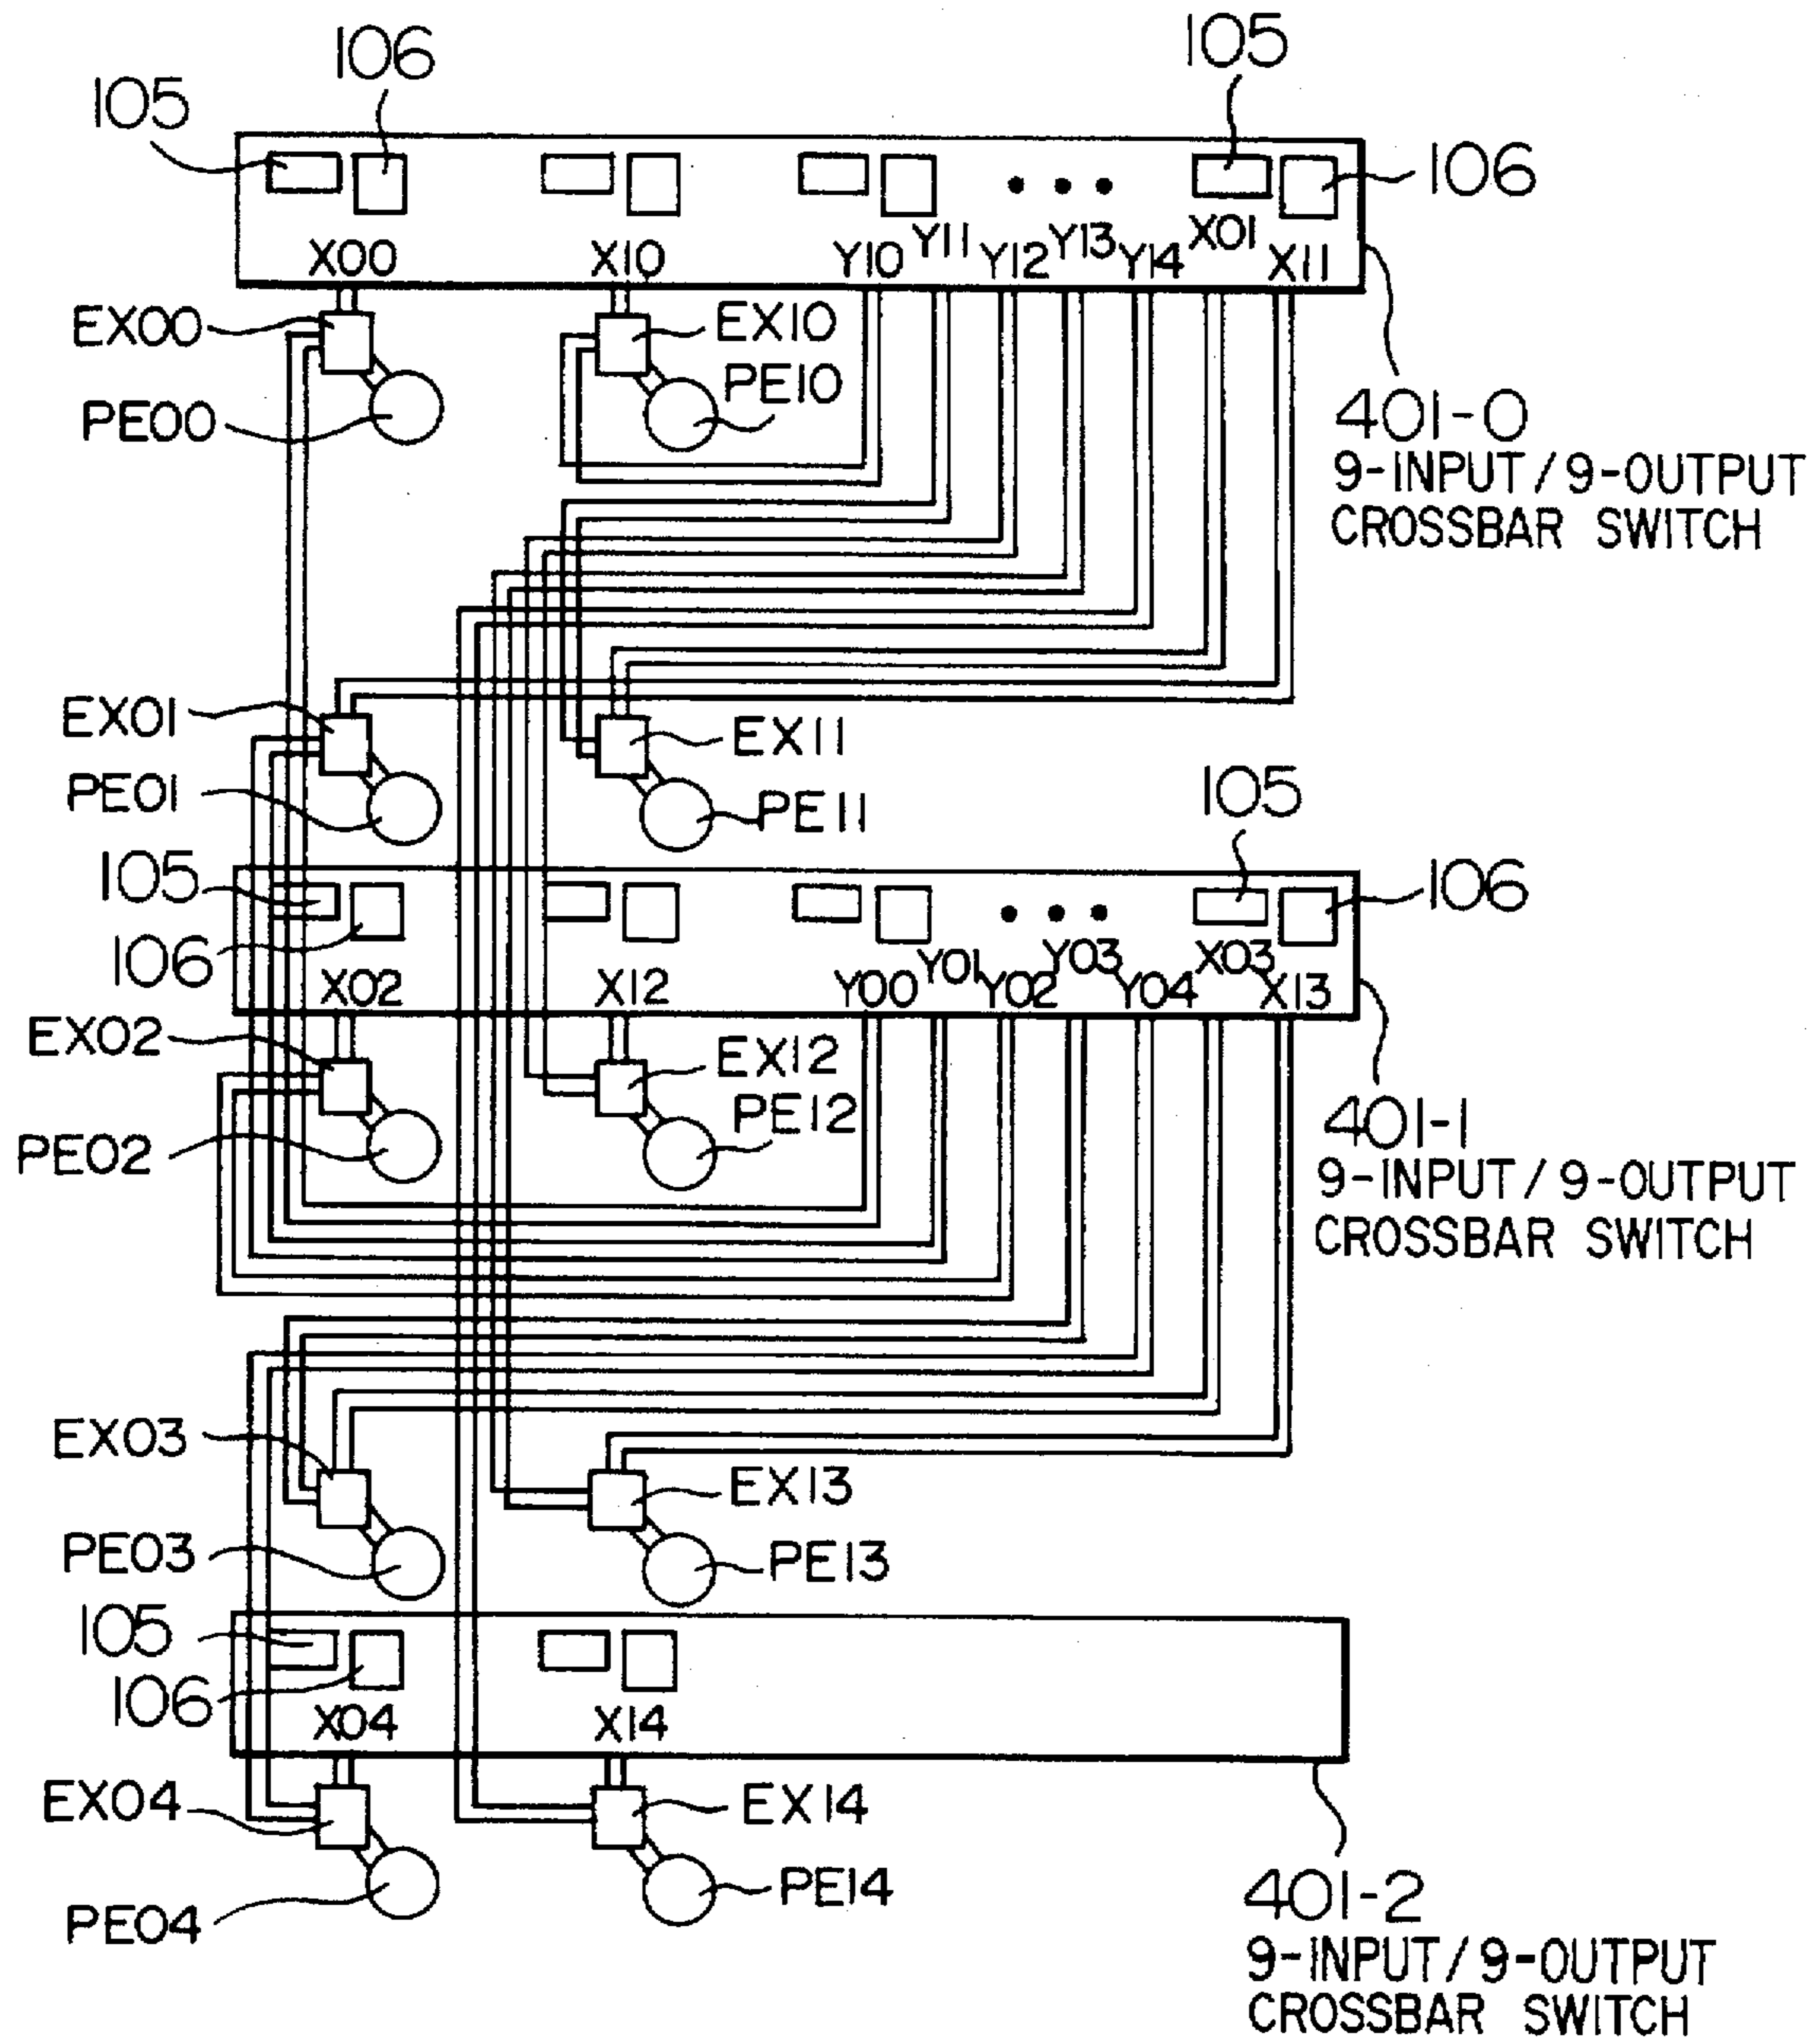 106
105
105
106
X01
Y11
Y13
X00
X10
Y10
Y12
Y14
X11
EX00
EX10
PE10
PE00
401-0
9-INPUT/9-OUTPUT
CROSSBAR SWITCH
EX01
EX11
PE01
PE11
105
105
106
106
Y01
Y03
X03
X02
X12
Y00
Y02
Y04
X13
EX02
EX12
PE12
PE02
401-1
9-INPUT/9-OUTPUT
CROSSBAR SWITCH
EX03
EX13
PE03
PE13
105
106
X04
X14
EX04
EX14
PE14
PE04
401-2
9-INPUT/9-OUTPUT
CROSSBAR SWITCH